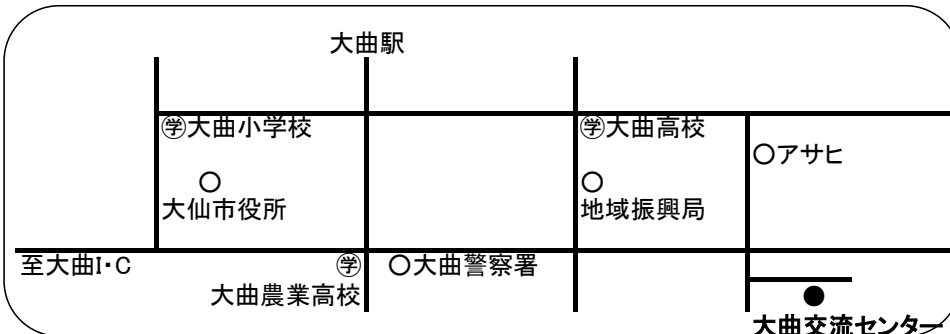 大曲駅
㊫大曲小学校
㊫大曲高校
○アサヒ
○
大仙市役所
○
地域振興局
至大曲I・C
㊫
大曲農業高校
○大曲警察署
●
大曲交流センター